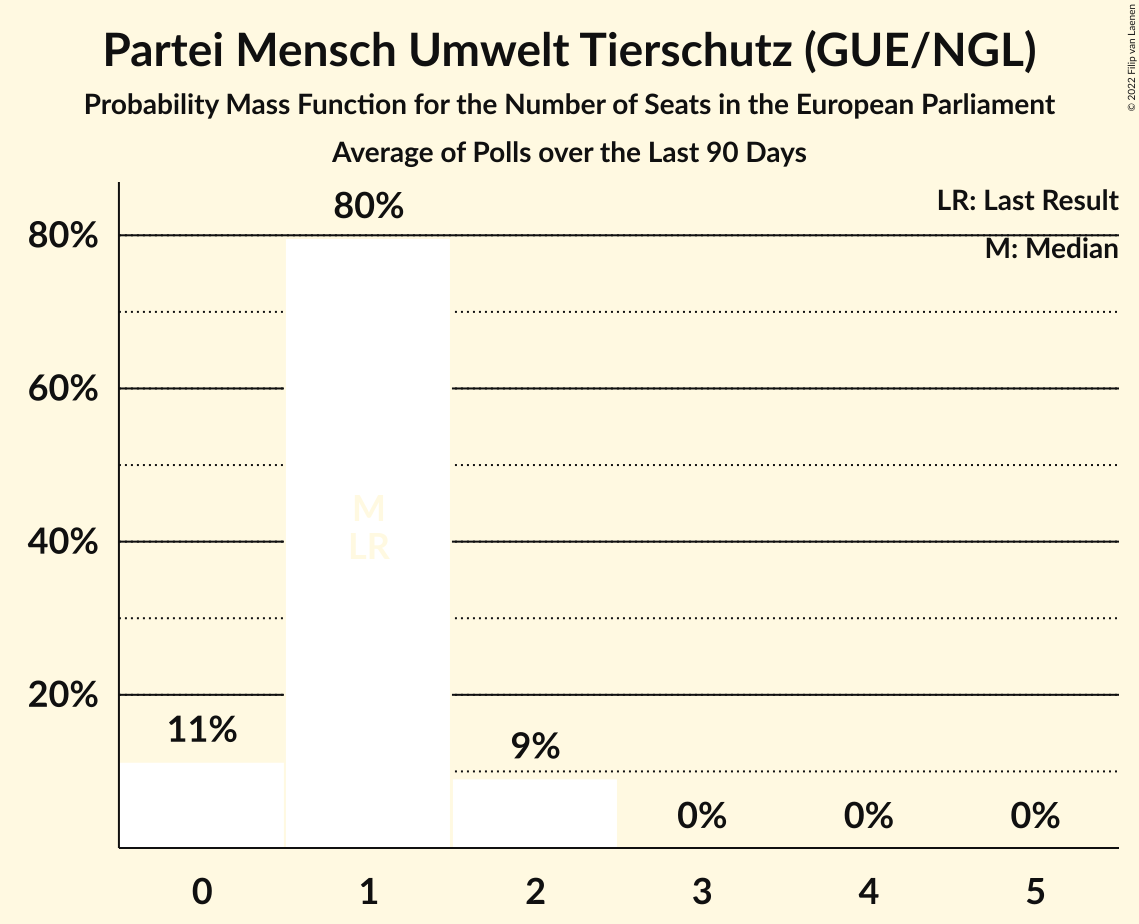 Partei Mensch Umwelt Tierschutz (GUE/NGL)
Probability Mass Function for the Number of Seats in the European Parliament
Average of Polls over the Last 90 Days
© 2022 Filip van Laenen
LR: Last Result
M: Median
80%
80%
60%
40%
20%
M
LR
11%
9%
0%
0%
0%
0
1
2
3
4
5